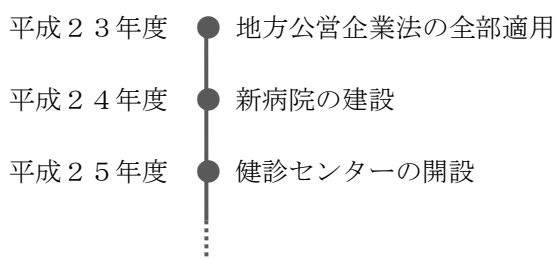 平成２３年度 地方公営企業法の全部適用
平成２４年度 新病院の建設
平成２５年度 健診センターの開設